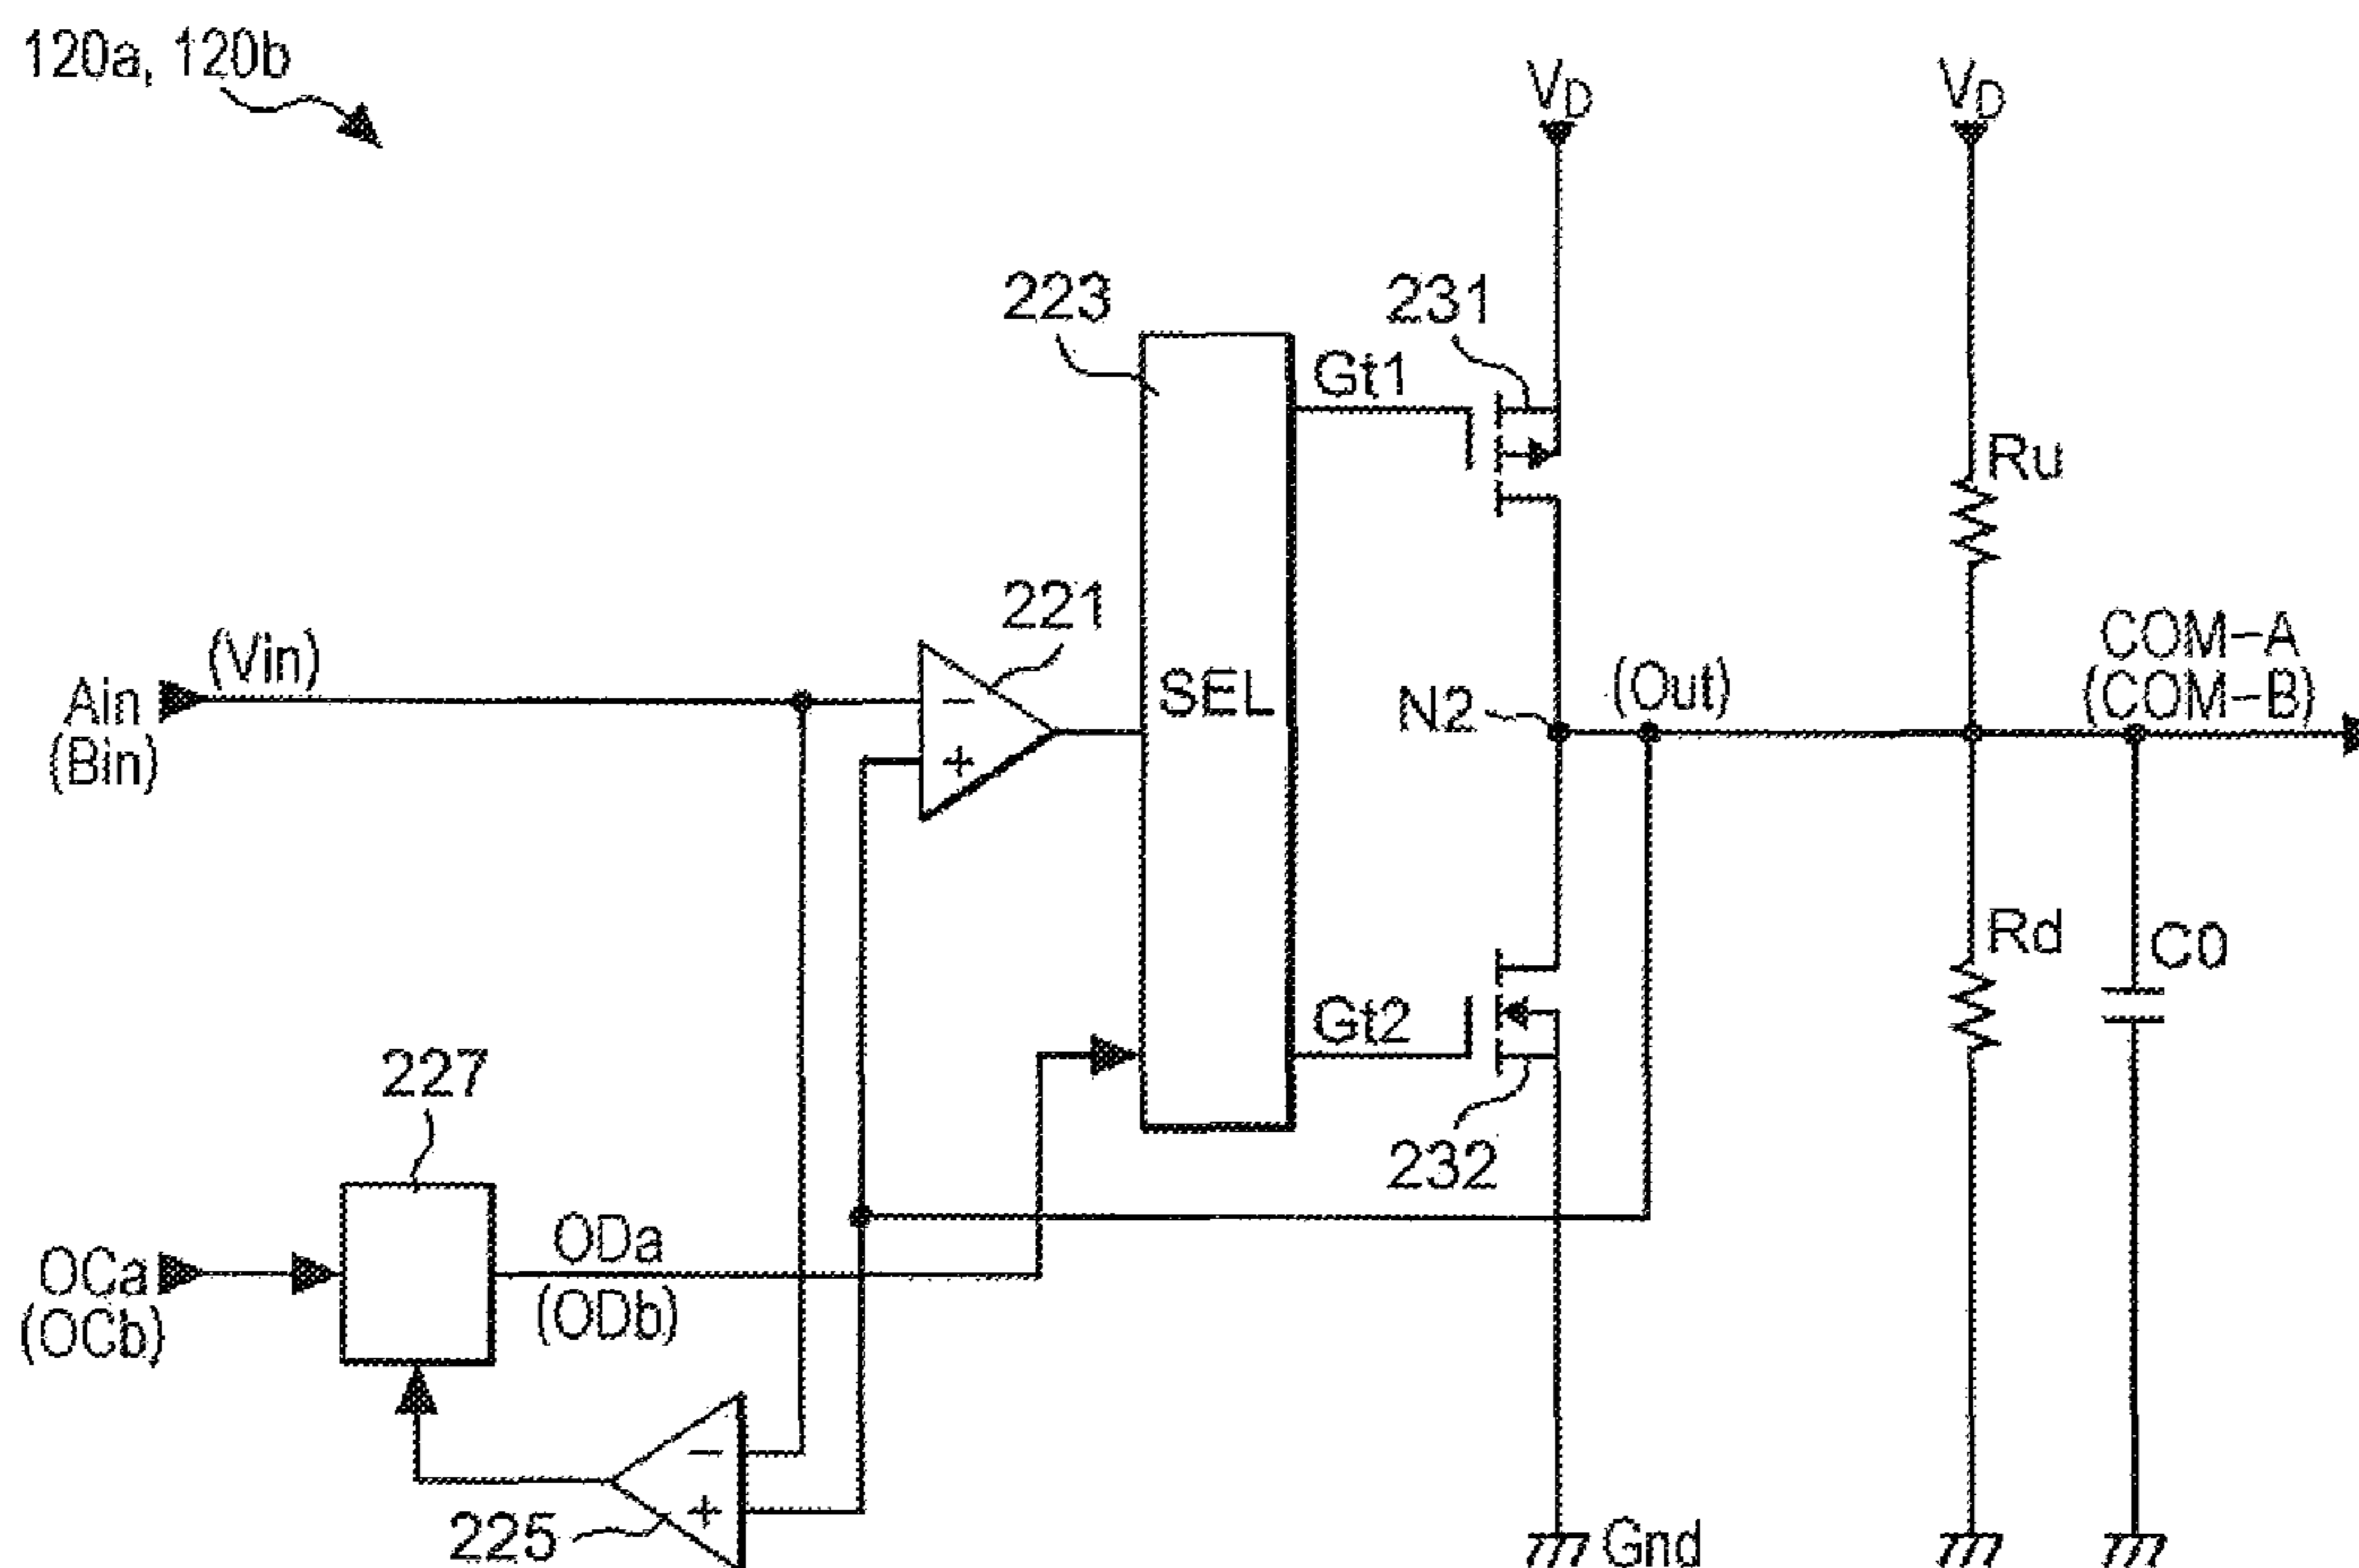 120a, 120b
VD
VD
223
231
Gt1
Ru
221
(Vin)
COM-A
(COM-B)
Ain
(Bin)
−
+
SEL
N2
(Out)
Rd
C0
Gt2
227
232
OCa
(OCb)
ODa
(ODb)
−
+
225
Gnd